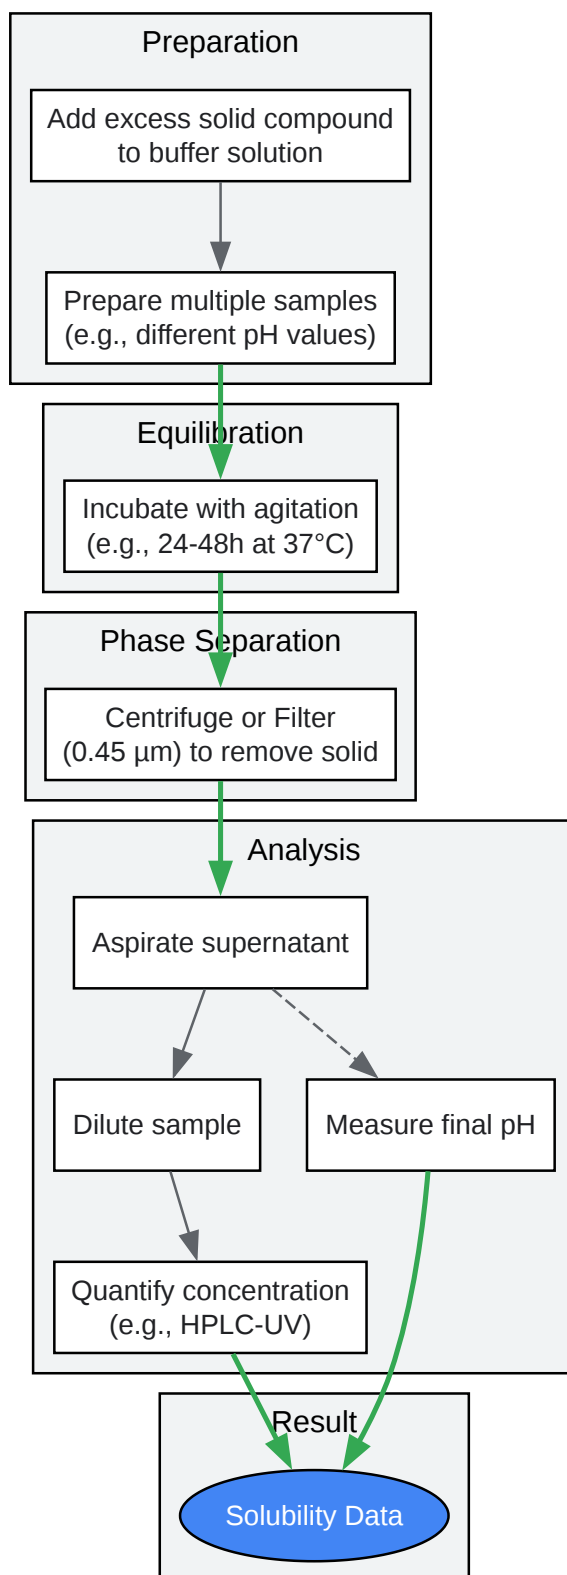 Preparation
Add excess solid compound
to buffer solution
Prepare multiple samples
(e.g., different pH values)
Equilibration
Incubate with agitation
(e.g., 24-48h at 37°C)
Phase Separation
Centrifuge or Filter
(0.45 µm) to remove solid
Analysis
Aspirate supernatant
Dilute sample
Measure final pH
Quantify concentration
(e.g., HPLC-UV)
Result
Solubility Data